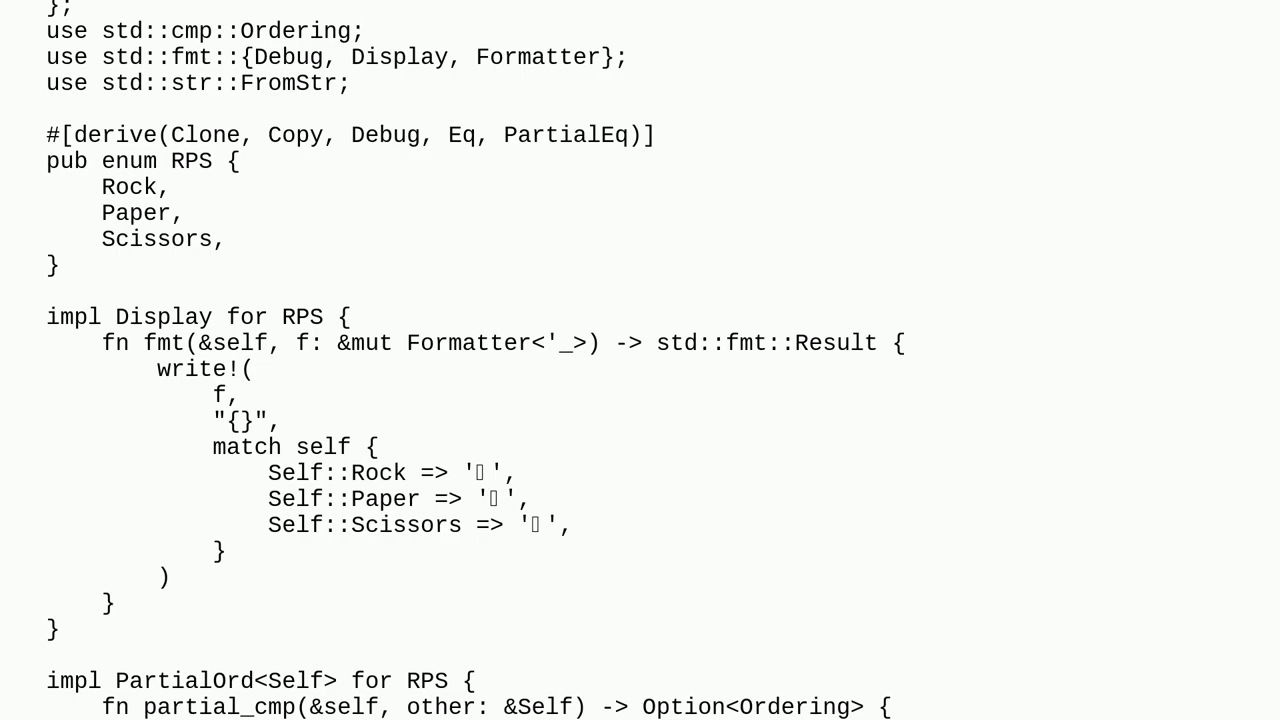 };
use std::cmp::Ordering;
use std::fmt::{Debug, Display, Formatter};
use std::str::FromStr;

#[derive(Clone, Copy, Debug, Eq, PartialEq)]
pub enum RPS {
    Rock,
    Paper,
    Scissors,
}

impl Display for RPS {
    fn fmt(&self, f: &mut Formatter<'_>) -> std::fmt::Result {
        write!(
            f,
            "{}",
            match self {
                Self::Rock => '▯',
                Self::Paper => '▯',
                Self::Scissors => '▯',
            }
        )
    }
}

impl PartialOrd<Self> for RPS {
    fn partial_cmp(&self, other: &Self) -> Option<Ordering> {